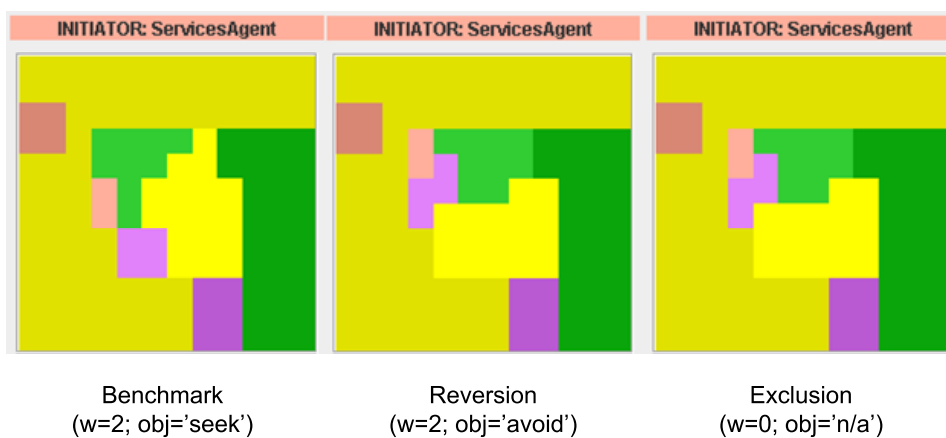 INITIATOR: ServicesAgent
INITIATOR: ServicesAgent
INITIATOR: ServicesAgent
Benchmark
(w=2; obj='seek')
Reversion
(w=2; obj=’avoid’)
Exclusion
(w=0; obj=’n/a’)